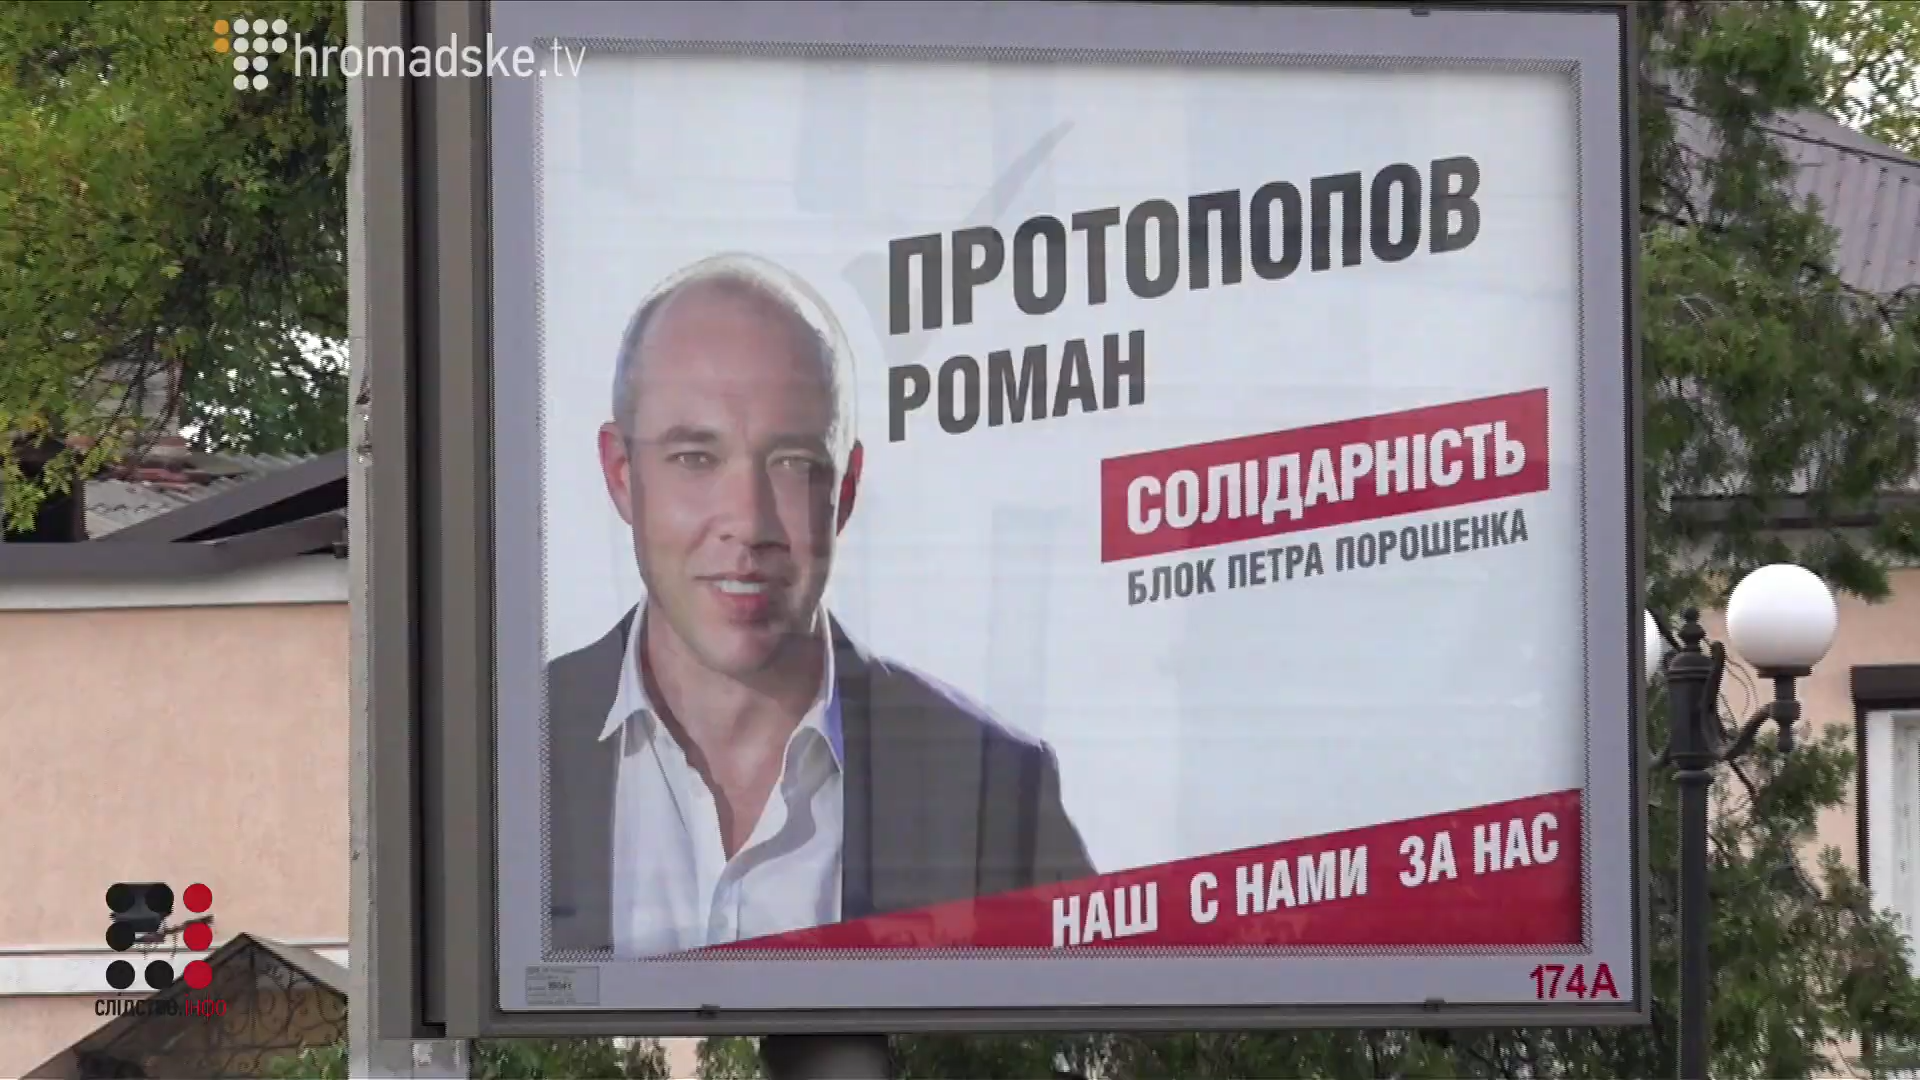 hromadske.tv
ПРОТОПОПОВ
РОМАН
СОЛІДАРНІСТЬ
БЛОК ПЕТРА ПОРОШЕНКА
НАШ С НАМИ ЗА НАС
174А
СЛІДСТВО.ІНФО